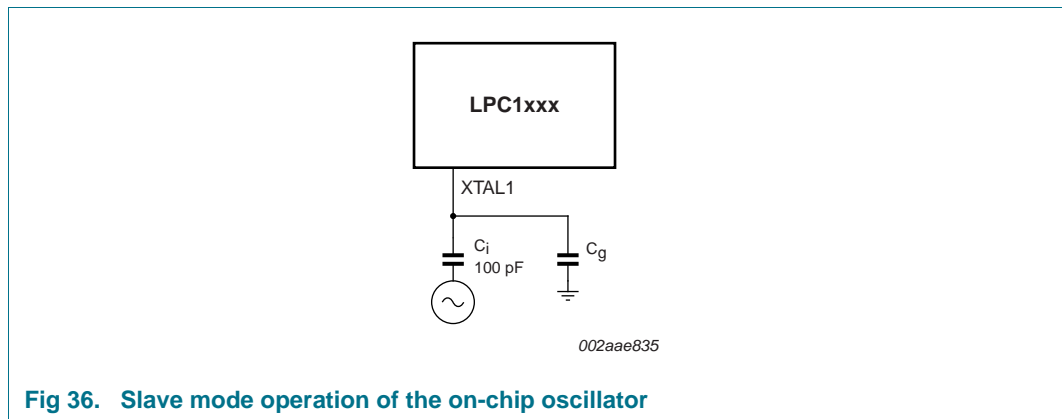 LPC1xxx
XTAL1
Ci
100 pF
Cg
002aae835
Fig 36. Slave mode operation of the on-chip oscillator